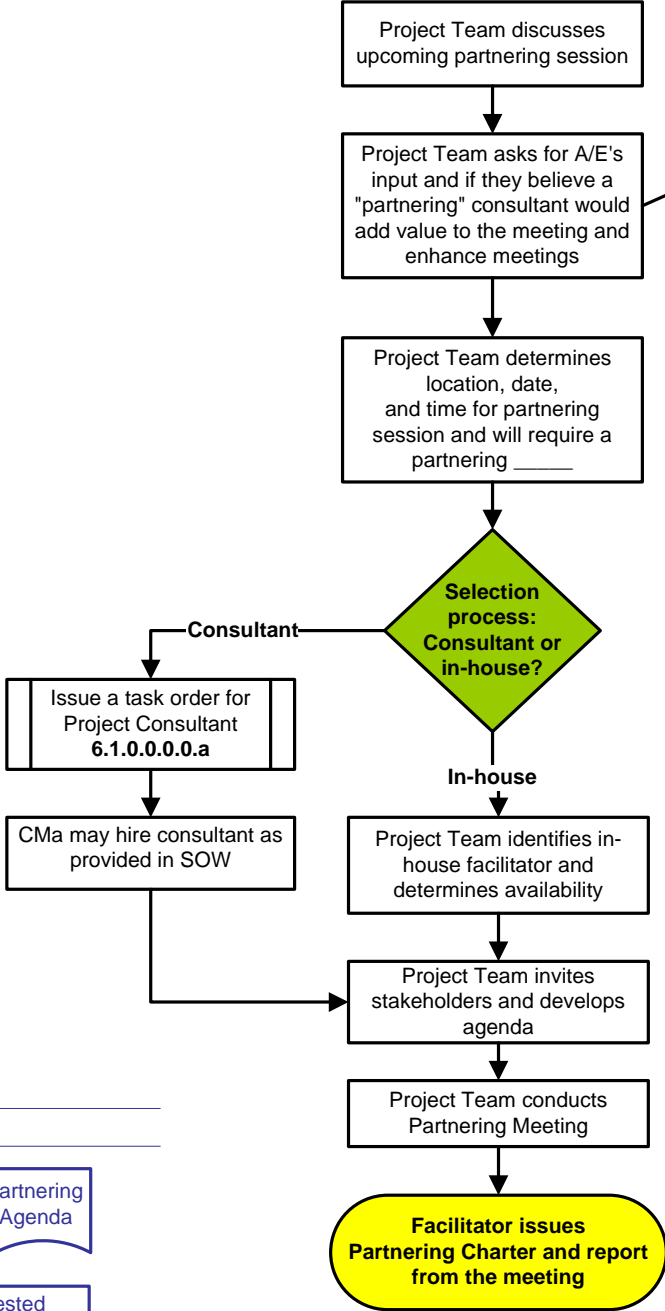 Project Team discusses
upcoming partnering session
Project Team asks for A/E's
input and if they believe a
"partnering" consultant would
add value to the meeting and
enhance meetings
Project Team determines
location, date,
and time for partnering
session and will require a
partnering _____
Selection
process:
Consultant or
in-house?
Consultant
Issue a task order for
Project Consultant
6.1.0.0.0.0.a
In-house
CMa may hire consultant as
provided in SOW
Project Team identifies in-
house facilitator and
determines availability
Project Team invites
stakeholders and develops
agenda
Project Team conducts
Partnering Meeting
artnering
Agenda
Facilitator issues
Partnering Charter and report
from the meeting
ested